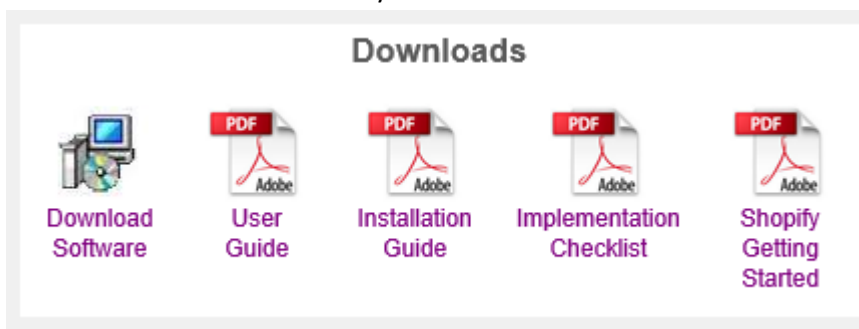 Downloads
PDF
Adobe
PDF
Adobe
PDF
Adobe
PDF
Adobe
Download
Software
User
Guide
Installation
Guide
Implementation
Checklist
Shopify
Getting
Started